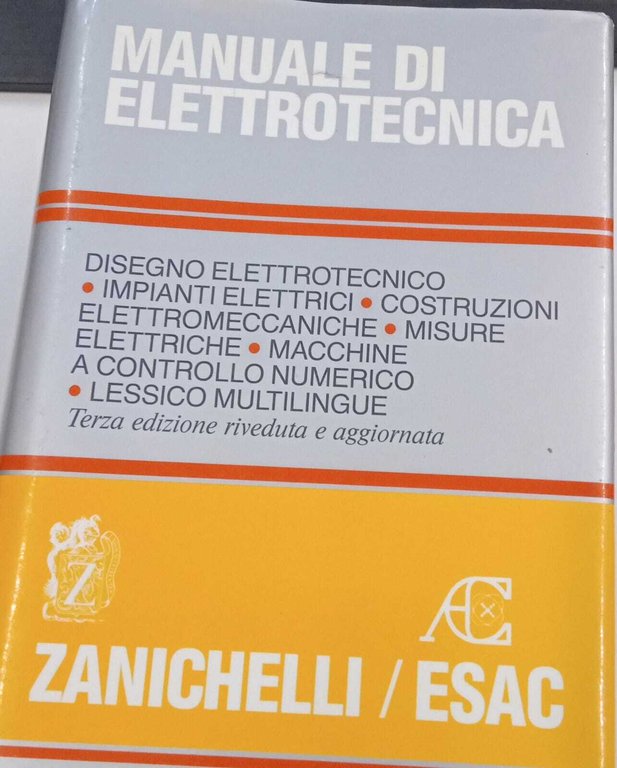 MANUALE DI
ELETTROTECNICA
DISEGNO ELETTROTECNICO
• IMPIANTI ELETTRICI • COSTRUZIONI
ELETTROMECCANICHE • MISURE
ELETTRICHE • MACCHINE
A CONTROLLO NUMERICO
• LESSICO MULTILINGUE
Terza edizione riveduta e aggiornata
Z
ZANICHELLI / ESAC